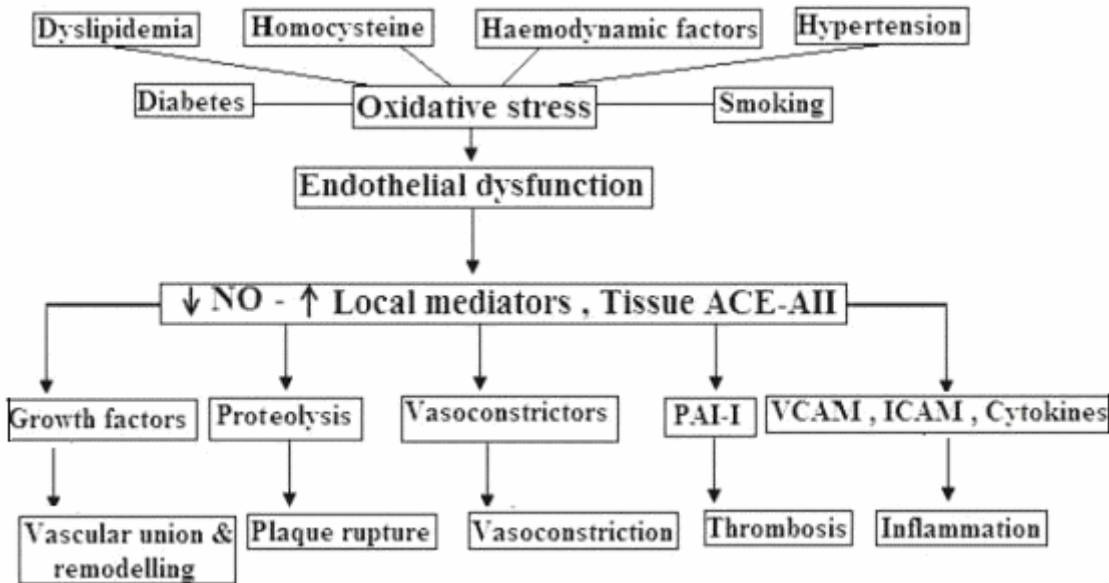 Dyslipidemia
Homocysteine
Haemodynamic factors
Hypertension
Diabetes
Oxidative stress
Smoking
Endothelial dysfunction
↓ NO - ↑ Local mediators , Tissue ACE-AII
Growth factors
Proteolysis
Vasoconstrictors
PAI-I
VCAM , ICAM , Cytokines
Vascular union &
remodelling
Plaque rupture
Vasoconstriction
Thrombosis
Inflammation